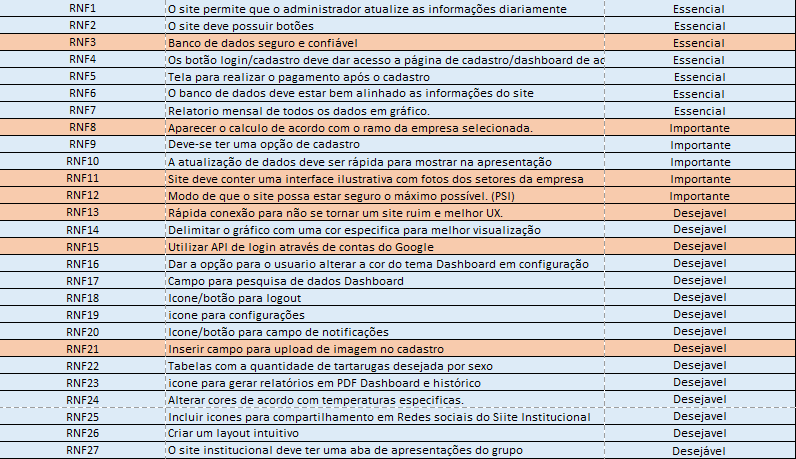 RNF1 O site permite que o administrador atualize as informações diariamente Essencial
RNF2 O site deve possuir botões Essencial
RNF3 Banco de dados seguro e confiável Essencial
RNF4 Os botão login/cadastro deve dar acesso a página de cadastro/dashboard de ac Essencial
RNF5 Tela para realizar o pagamento após o cadastro Essencial
RNF6 O banco de dados deve estar bem alinhado as informações do site Essencial
RNF7 Relatorio mensal de todos os dados em gráfico. Essencial
RNF8 Aparecer o calculo de acordo com o ramo da empresa selecionada. Importante
RNF9 Deve-se ter uma opção de cadastro Importante
RNF10 A atualização de dados deve ser rápida para mostrar na apresentação Importante
RNF11 Site deve conter uma interface ilustrativa com fotos dos setores da empresa Importante
RNF12 Modo de que o site possa estar seguro o máximo possível. (PSI) Importante
RNF13 Rápida conexão para não se tornar um site ruim e melhor UX. Desejavel
RNF14 Delimitar o gráfico com uma cor especifica para melhor visualização Desejavel
RNF15 Utilizar API de login através de contas do Google Desejavel
RNF16 Dar a opção para o usuario alterar a cor do tema Dashboard em configuração Desejavel
RNF17 Campo para pesquisa de dados Dashboard Desejavel
RNF18 Icone/botão para logout Desejavel
RNF19 icone para configurações Desejavel
RNF20 Icone/botão para campo de notificações Desejavel
RNF21 Inserir campo para upload de imagem no cadastro Desejavel
RNF22 Tabelas com a quantidade de tartarugas desejada por sexo Desejavel
RNF23 icone para gerar relatórios em PDF Dashboard e histórico Desejavel
RNF24 Alterar cores de acordo com temperaturas especificas. Desejavel
RNF25 Incluir icones para compartilhamento em Redes sociais do Siite Institucional Desejavel
RNF26 Criar um layout intuitivo Desejavel
RNF27 O site institucional deve ter uma aba de apresentações do grupo Desejável